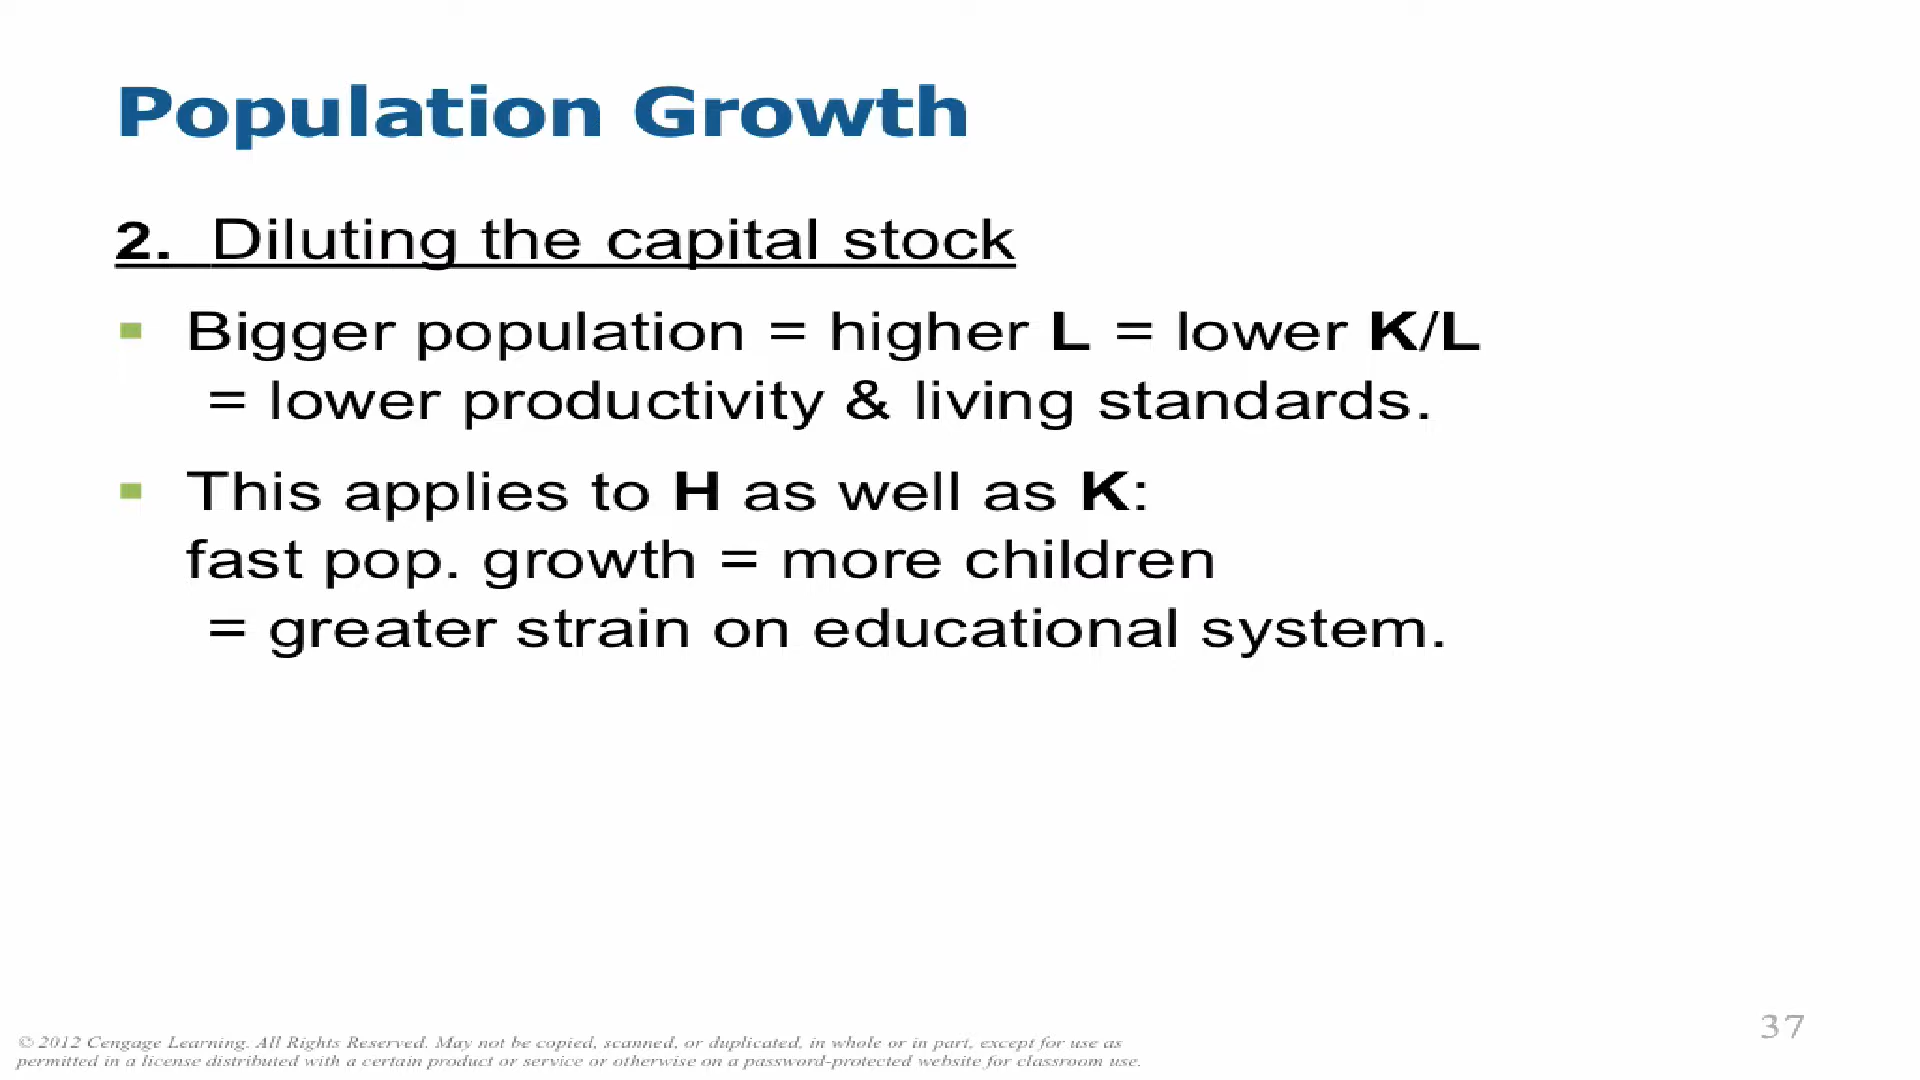 Population Growth
2. Diluting the capital stock
Bigger population = higher L = lower K/L
= lower productivity & living standards.
This applies to H as well as K:
fast pop. growth = more children
= greater strain on educational system.
37
© 2012 Cengage Learning. All Rights Reserved. May not be copied, scanned, or duplicated, in whole or in part, except for use as
permitted in a license distributed with a certain product or service or otherwise on a password-protected website for classroom use.